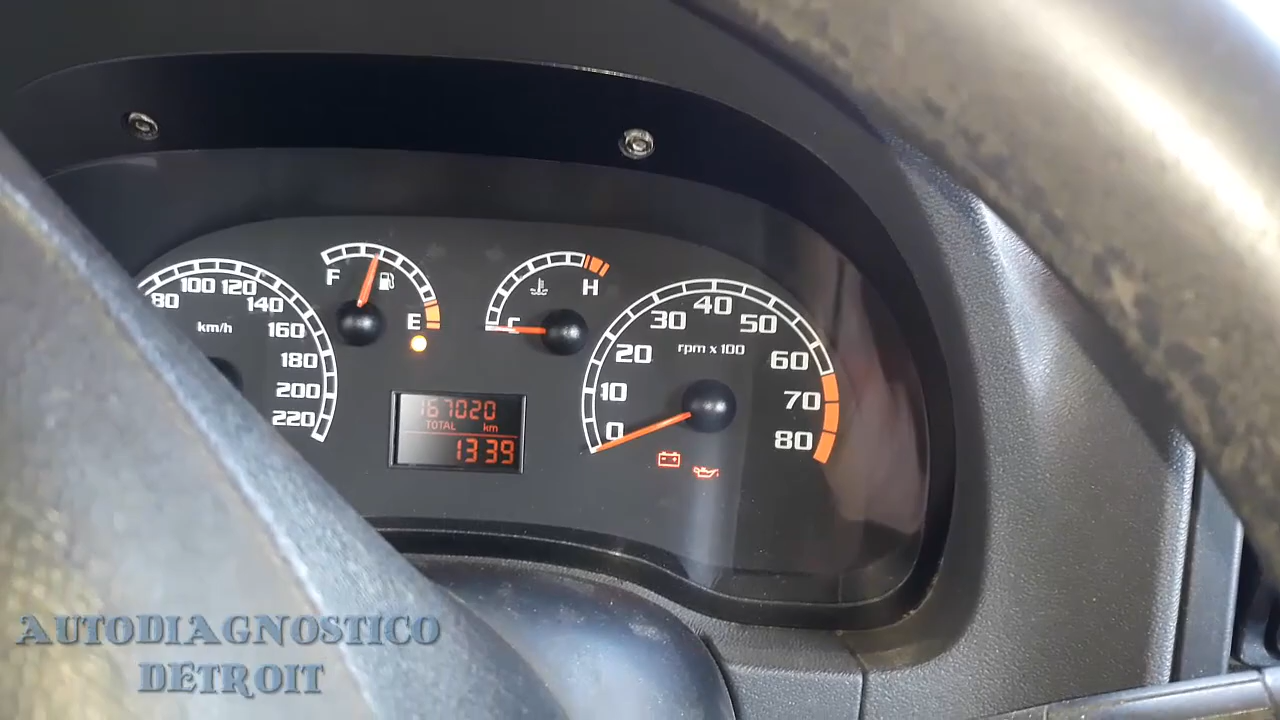 80 100 120 140 160 180 200 220
km/h
F E
C H
0 10 20 30 40 50 60 70 80
rpm x 100
167020
TOTAL km
1339
AUTODIAGNOSTICO
DETROIT